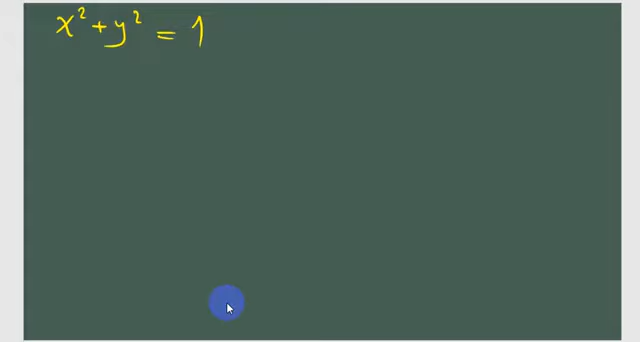 x² + y² = 1